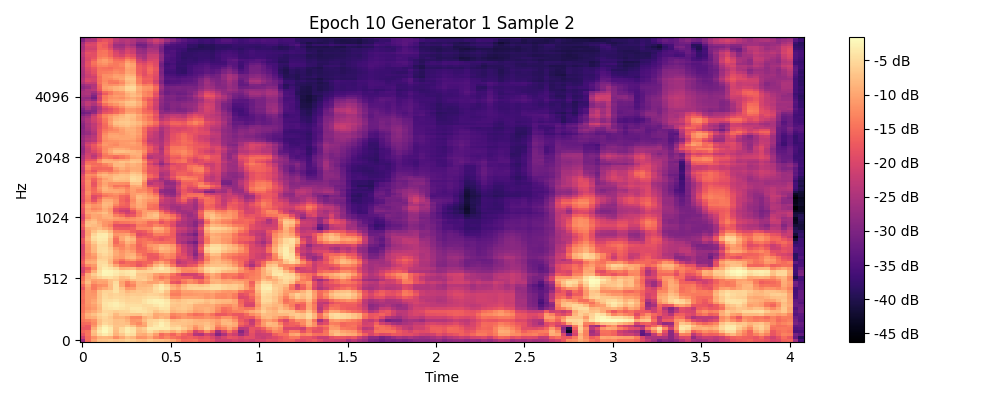 Epoch 10 Generator 1 Sample 2
Hz
4096
2048
1024
512
0
0 0.5 1 1.5 2 2.5 3 3.5 4
Time
-5 dB
-10 dB
-15 dB
-20 dB
-25 dB
-30 dB
-35 dB
-40 dB
-45 dB